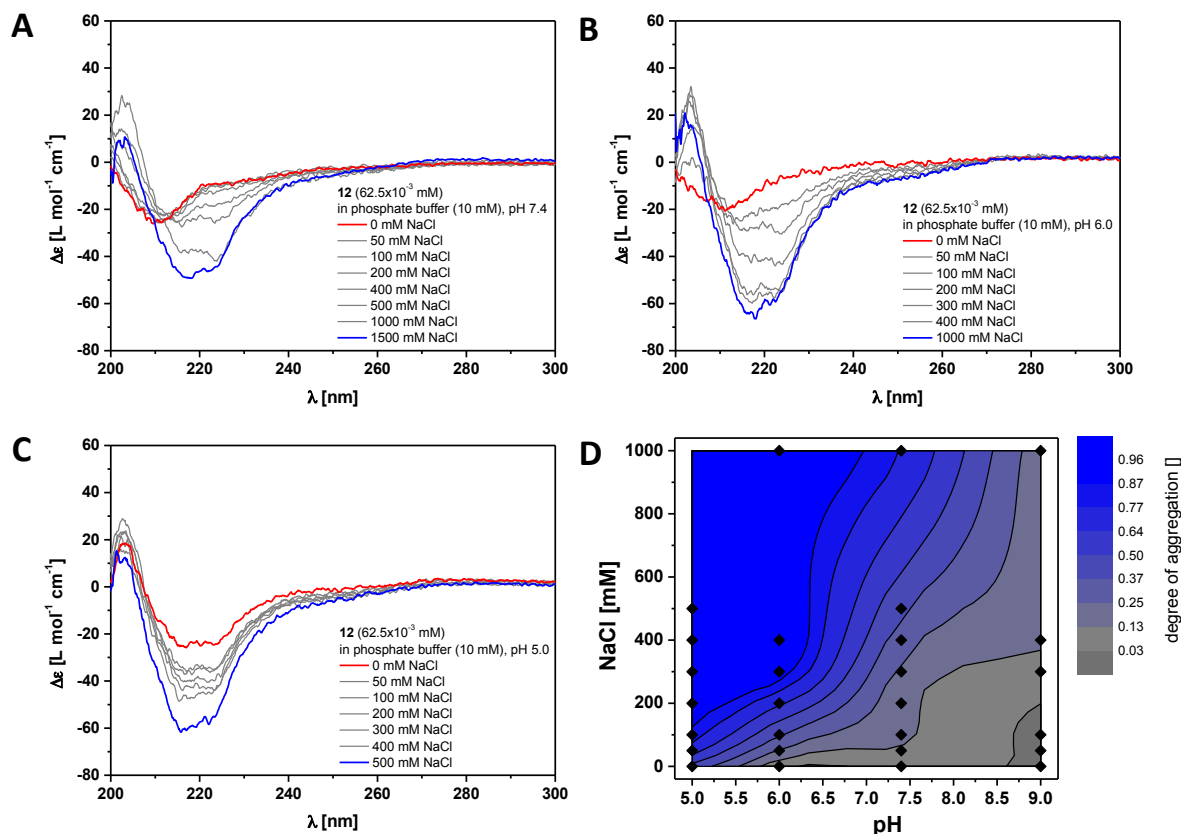 A
60
40
20
0
-20
-40
-60
-80
200
220
240
260
280
300
Δε [L mol⁻¹ cm⁻¹]
λ [nm]
12 (62.5x10⁻³ mM)
in phosphate buffer (10 mM), pH 7.4
0 mM NaCl
50 mM NaCl
100 mM NaCl
200 mM NaCl
400 mM NaCl
500 mM NaCl
1000 mM NaCl
1500 mM NaCl
B
60
40
20
0
-20
-40
-60
-80
200
220
240
260
280
300
Δε [L mol⁻¹ cm⁻¹]
λ [nm]
12 (62.5x10⁻³ mM)
in phosphate buffer (10 mM), pH 6.0
0 mM NaCl
50 mM NaCl
100 mM NaCl
200 mM NaCl
300 mM NaCl
400 mM NaCl
1000 mM NaCl
C
60
40
20
0
-20
-40
-60
-80
200
220
240
260
280
300
Δε [L mol⁻¹ cm⁻¹]
λ [nm]
12 (62.5x10⁻³ mM)
in phosphate buffer (10 mM), pH 5.0
0 mM NaCl
50 mM NaCl
100 mM NaCl
200 mM NaCl
300 mM NaCl
400 mM NaCl
500 mM NaCl
D
1000
800
600
400
200
0
5.0
5.5
6.0
6.5
7.0
7.5
8.0
8.5
9.0
NaCl [mM]
pH
0.96
0.87
0.77
0.64
0.50
0.37
0.25
0.13
0.03
degree of aggregation []